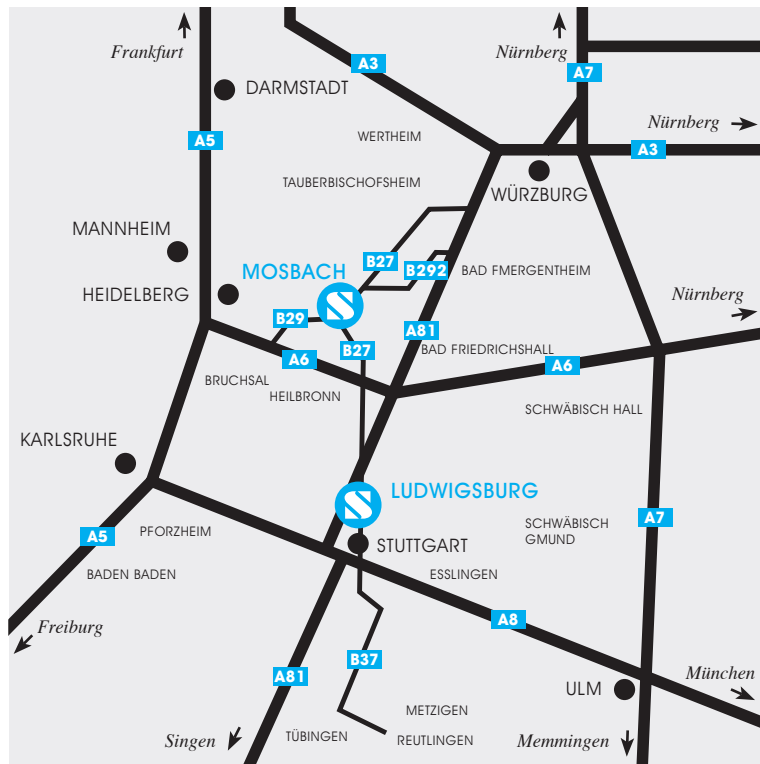 Frankfurt
Nürnberg
A3
A7
DARMSTADT
Nürnberg
WERTHEIM
A5
A3
TAUBERBISCHOFSHEIM
WÜRZBURG
MANNHEIM
B27
MOSBACH
B292
BAD FMERGENTHEIM
HEIDELBERG
Nürnberg
B29
A81
B27
BAD FRIEDRICHSHALL
A6
A6
BRUCHSAL
HEILBRONN
SCHWÄBISCH HALL
KARLSRUHE
LUDWIGSBURG
S
S
A7
PFORZHEIM
SCHWÄBISCH
GMUND
A5
STUTTGART
BADEN BADEN
ESSLINGEN
A8
Freiburg
B37
A81
München
ULM
METZIGEN
Singen
TÜBINGEN
REUTLINGEN
Memmingen